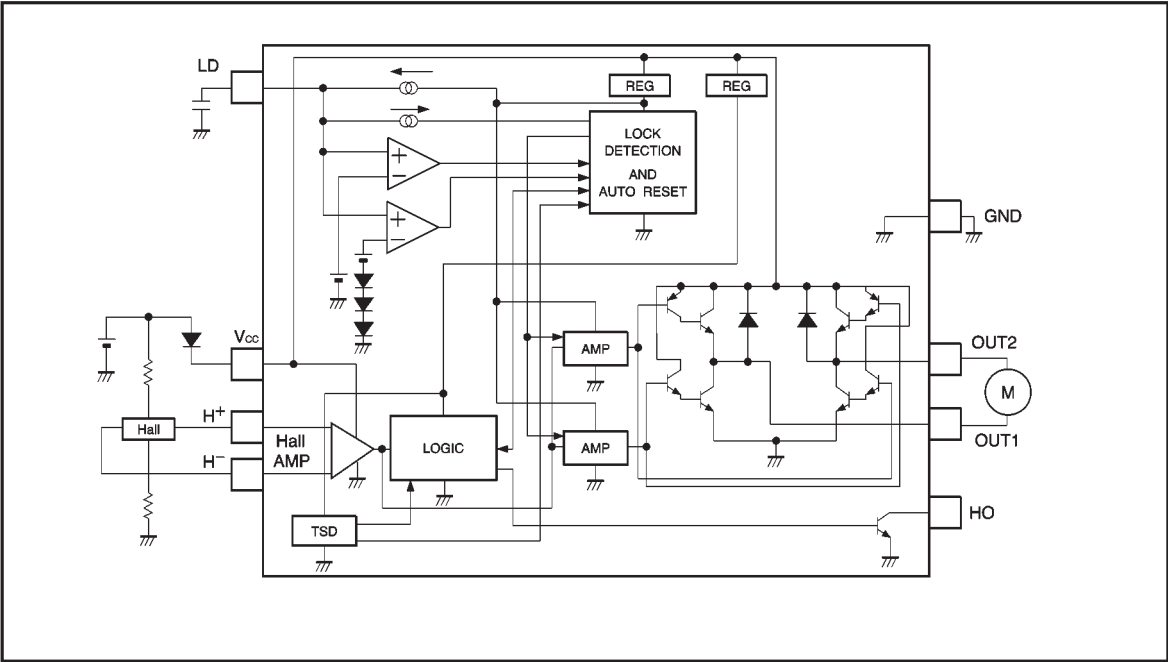 LD
REG
REG
LOCK
DETECTION
AND
AUTO RESET
+
−
+
−
GND
Vcc
AMP
OUT2
M
H+
Hall
H−
Hall
AMP
LOGIC
AMP
OUT1
TSD
HO